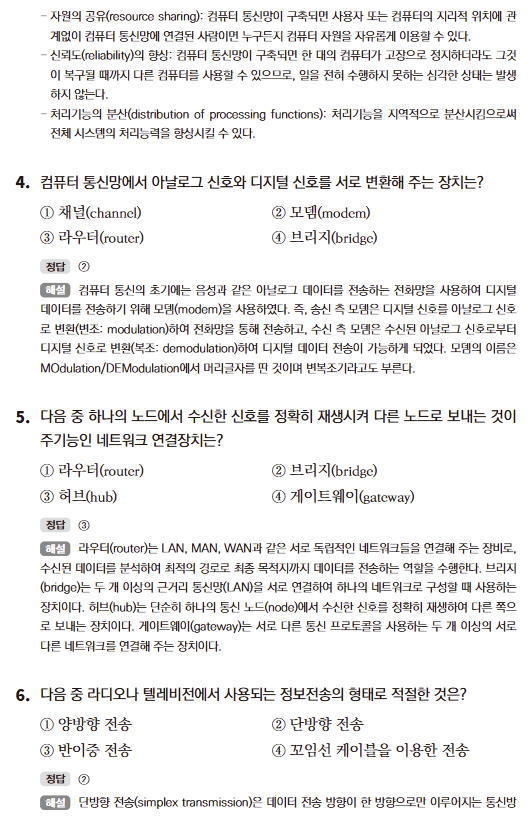 – 자원의 공유(resource sharing): 컴퓨터 통신망이 구축되면 사용자 또는 컴퓨터의 지리적 위치에 관
계없이 컴퓨터 통신망에 연결된 사람이면 누구든지 컴퓨터 자원을 자유롭게 이용할 수 있다.
– 신뢰도(reliability)의 향상: 컴퓨터 통신망이 구축되면 한 대의 컴퓨터가 고장으로 정지하더라도 그것
이 복구될 때까지 다른 컴퓨터를 사용할 수 있으므로, 일을 전혀 수행하지 못하는 심각한 상태는 발생
하지 않는다.
– 처리기능의 분산(distribution of processing functions): 처리기능을 지역적으로 분산시킴으로써
전체 시스템의 처리능력을 향상시킬 수 있다.
4. 컴퓨터 통신망에서 아날로그 신호와 디지털 신호를 서로 변환해 주는 장치는?
① 채널(channel) ② 모뎀(modem)
③ 라우터(router) ④ 브리지(bridge)
정답 ②
해설 컴퓨터 통신의 초기에는 음성과 같은 아날로그 데이터를 전송하는 전화망을 사용하여 디지털
데이터를 전송하기 위해 모뎀(modem)을 사용하였다. 즉, 송신 측 모뎀은 디지털 신호를 아날로그 신호
로 변환(변조: modulation)하여 전화망을 통해 전송하고, 수신 측 모뎀은 수신된 아날로그 신호로부터
디지털 신호로 변환(복조: demodulation)하여 디지털 데이터 전송이 가능하게 되었다. 모뎀의 이름은
MOdulation/DEModulation에서 머리글자를 딴 것이며 변복조기라고도 부른다.
5. 다음 중 하나의 노드에서 수신한 신호를 정확히 재생시켜 다른 노드로 보내는 것이
주기능인 네트워크 연결장치는?
① 라우터(router) ② 브리지(bridge)
③ 허브(hub) ④ 게이트웨이(gateway)
정답 ③
해설 라우터(router)는 LAN, MAN, WAN과 같은 서로 독립적인 네트워크들을 연결해 주는 장비로,
수신된 데이터를 분석하여 최적의 경로로 최종 목적지까지 데이터를 전송하는 역할을 수행한다. 브리지
(bridge)는 두 개 이상의 근거리 통신망(LAN)을 서로 연결하여 하나의 네트워크로 구성할 때 사용하는
장치이다. 허브(hub)는 단순히 하나의 통신 노드(node)에서 수신한 신호를 정확히 재생하여 다른 쪽으
로 보내는 장치이다. 게이트웨이(gateway)는 서로 다른 통신 프로토콜을 사용하는 두 개 이상의 서로
다른 네트워크를 연결해 주는 장치이다.
6. 다음 중 라디오나 텔레비전에서 사용되는 정보전송의 형태로 적절한 것은?
① 양방향 전송 ② 단방향 전송
③ 반이중 전송 ④ 꼬임선 케이블을 이용한 전송
정답 ②
해설 단방향 전송(simplex transmission)은 데이터 전송 방향이 한 방향으로만 이루어지는 통신방